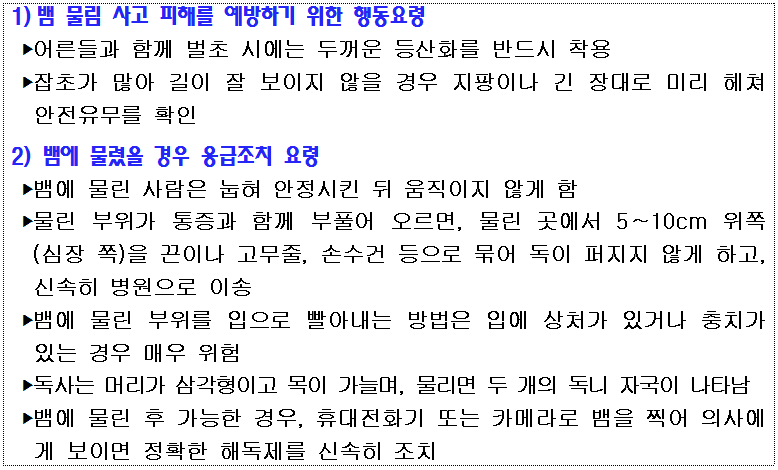 1) 뱀 물림 사고 피해를 예방하기 위한 행동요령
▶어른들과 함께 벌초 시에는 두꺼운 등산화를 반드시 착용
▶잡초가 많아 길이 잘 보이지 않을 경우 지팡이나 긴 장대로 미리 헤쳐
안전유무를 확인
2) 뱀에 물렸을 경우 응급조치 요령
▶뱀에 물린 사람은 눕혀 안정시킨 뒤 움직이지 않게 함
▶물린 부위가 통증과 함께 부풀어 오르면, 물린 곳에서 5~10cm 위쪽
(심장 쪽)을 끈이나 고무줄, 손수건 등으로 묶어 독이 퍼지지 않게 하고,
신속히 병원으로 이송
▶뱀에 물린 부위를 입으로 빨아내는 방법은 입에 상처가 있거나 충치가
있는 경우 매우 위험
▶독사는 머리가 삼각형이고 목이 가늘며, 물리면 두 개의 독니 자국이 나타남
▶뱀에 물린 후 가능한 경우, 휴대전화기 또는 카메라로 뱀을 찍어 의사에
게 보이면 정확한 해독제를 신속히 조치